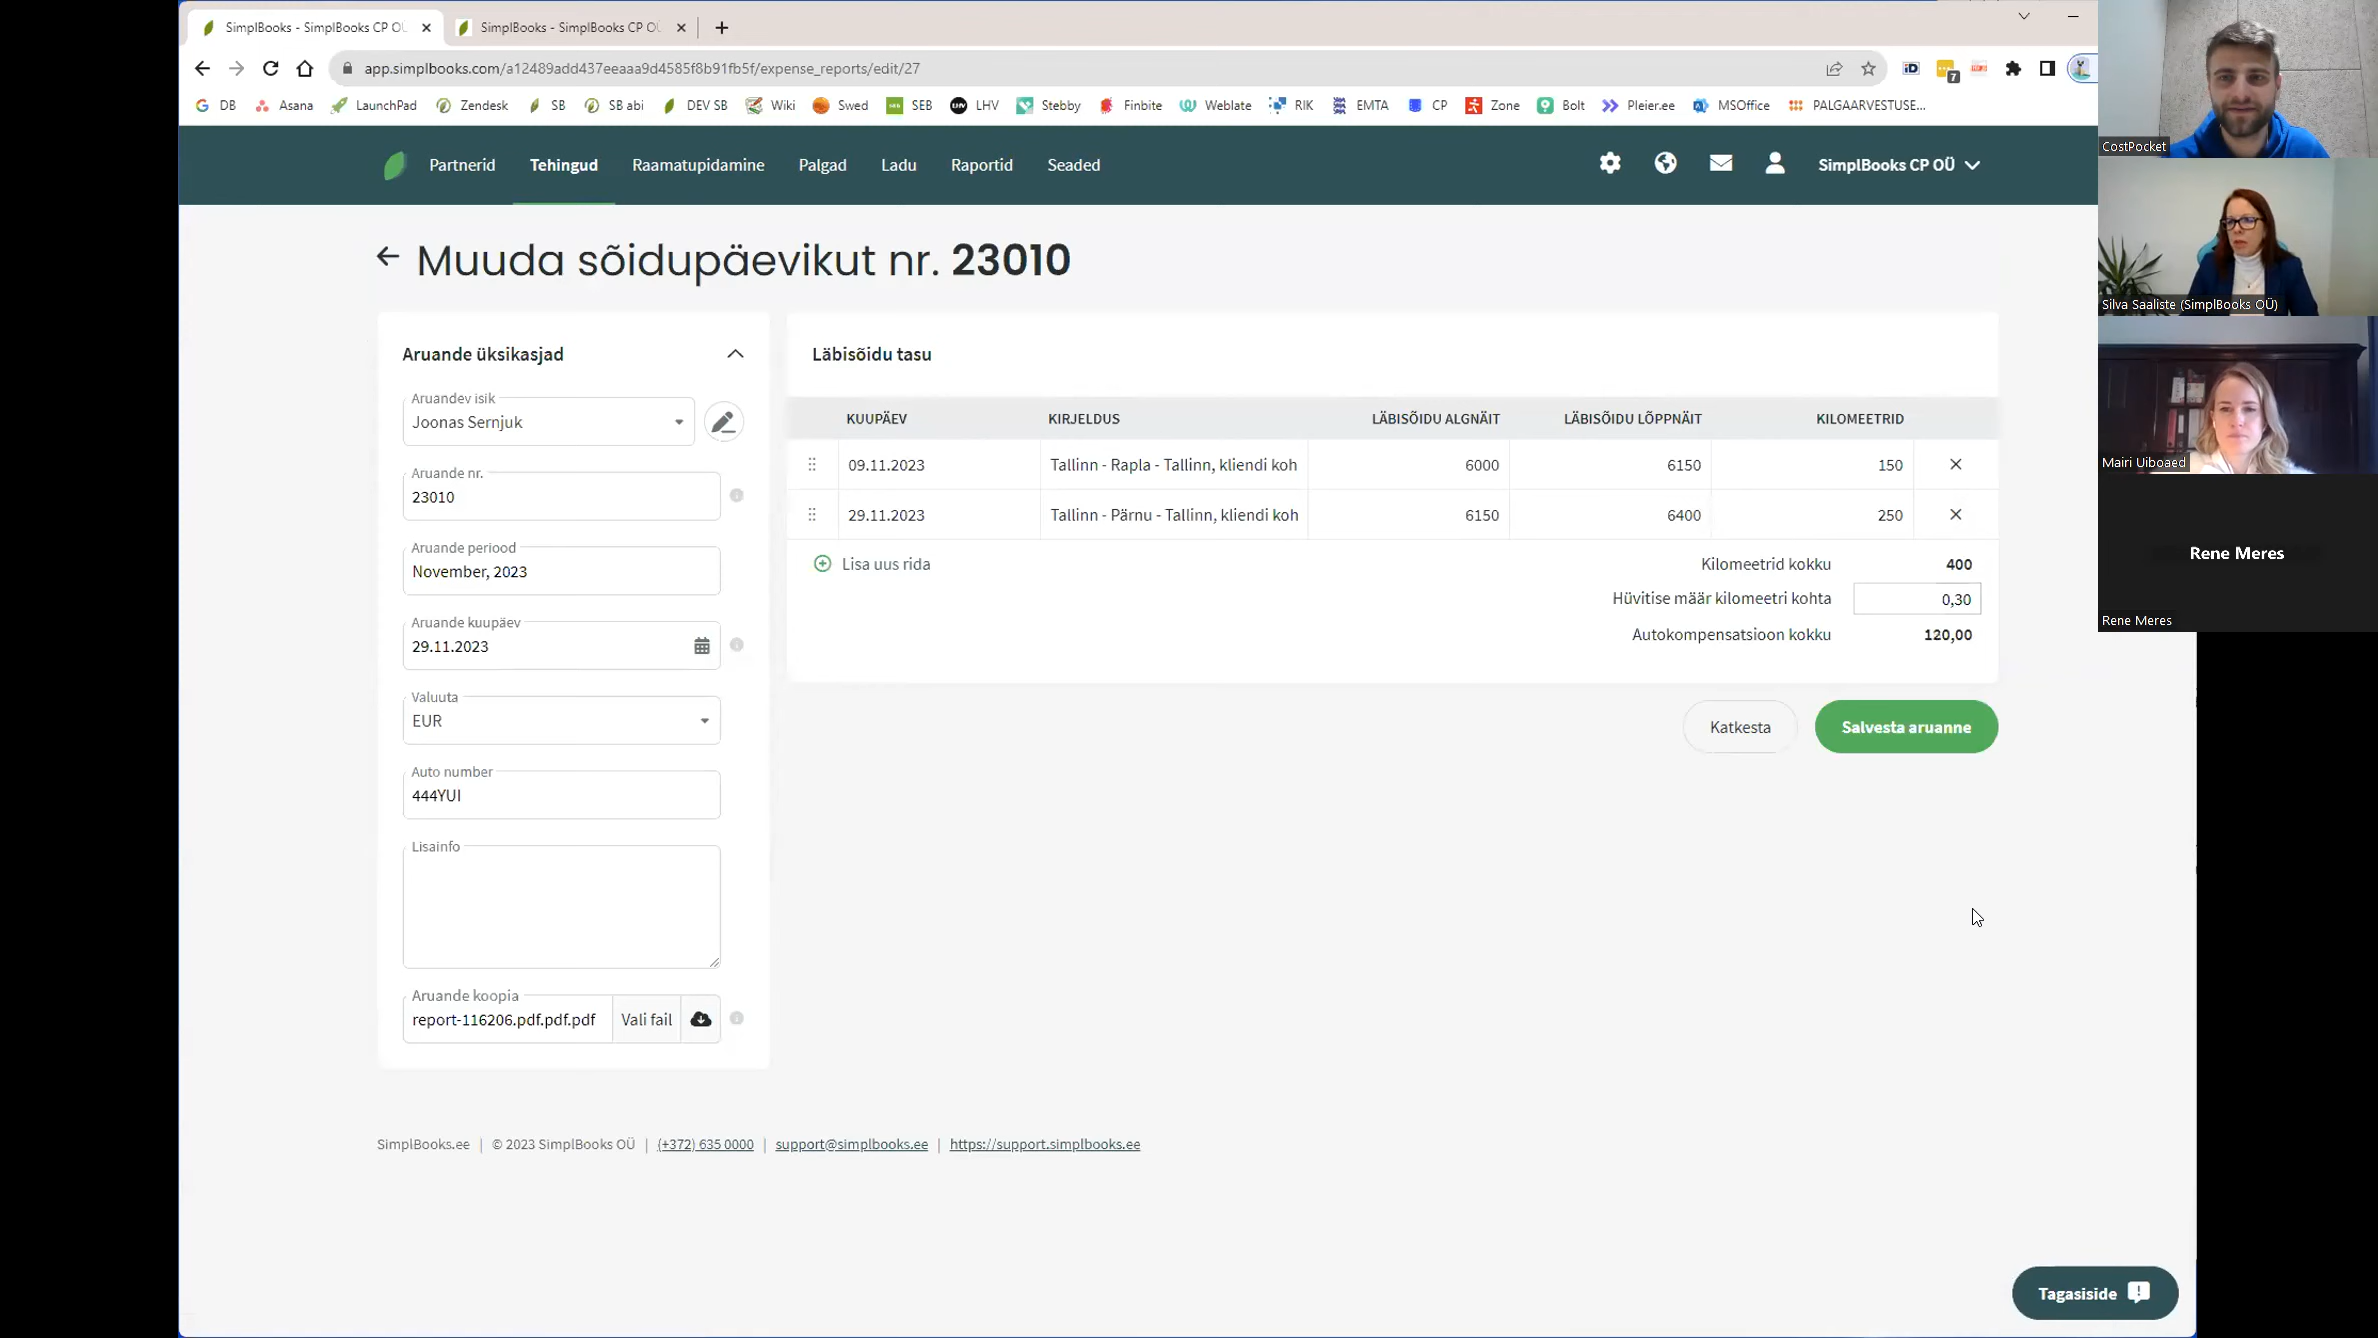 SimplBooks - SimplBooks CP OÜ
SimplBooks - SimplBooks CP OÜ
app.simplbooks.com/a12489add437eeaaa9d4585f8b91fb5f/expense_reports/edit/27
7
DB Asana LaunchPad Zendesk SB SB abi DEV SB Wiki Swed SEB LHV Stebby Finbite Weblate RIK EMTA CP Zone Bolt Pleier.ee MSOffice PALGAARVESTUSE...
Partnerid Tehingud Raamatupidamine Palgad Ladu Raportid Seaded SimplBooks CP OÜ
Muuda sõidupäevikut nr. 23010
Aruande üksikasjad
Aruandev isik
Joonas Sernjuk
Aruande nr.
23010
Aruande periood
November, 2023
Aruande kuupäev
29.11.2023
Valuuta
EUR
Auto number
444YUI
Lisainfo
Aruande koopia
report-116206.pdf.pdf.pdf Vali fail
Läbisõidu tasu
KUUPÄEV KIRJELDUS LÄBISÕIDU ALGNÄIT LÄBISÕIDU LÕPPNÄIT KILOMEETRID
09.11.2023 Tallinn - Rapla - Tallinn, kliendi koh 6000 6150 150
29.11.2023 Tallinn - Pärnu - Tallinn, kliendi koh 6150 6400 250
Lisa uus rida
Kilomeetrid kokku 400
Hüvitise määr kilomeetri kohta 0,30
Autokompensatsioon kokku 120,00
Katkesta Salvesta aruanne
SimplBooks.ee | © 2023 SimplBooks OÜ | (+372) 635 0000 | support@simplbooks.ee | https://support.simplbooks.ee
Tagasiside
CostPocket
Silva Saaliste (SimplBooks OÜ)
Mairi Uiboaed
Rene Meres
Rene Meres